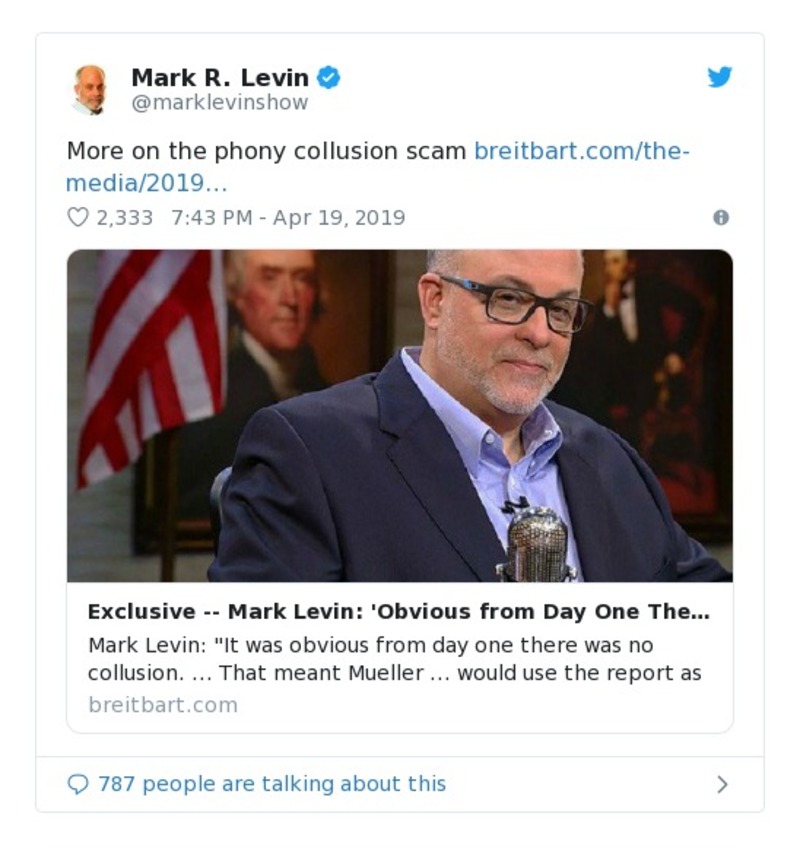 Mark R. Levin
@marklevinshow
More on the phony collusion scam breitbart.com/the-
media/2019…
2,333 7:43 PM - Apr 19, 2019
Exclusive -- Mark Levin: 'Obvious from Day One The…
Mark Levin: "It was obvious from day one there was no
collusion. … That meant Mueller … would use the report as
breitbart.com
787 people are talking about this